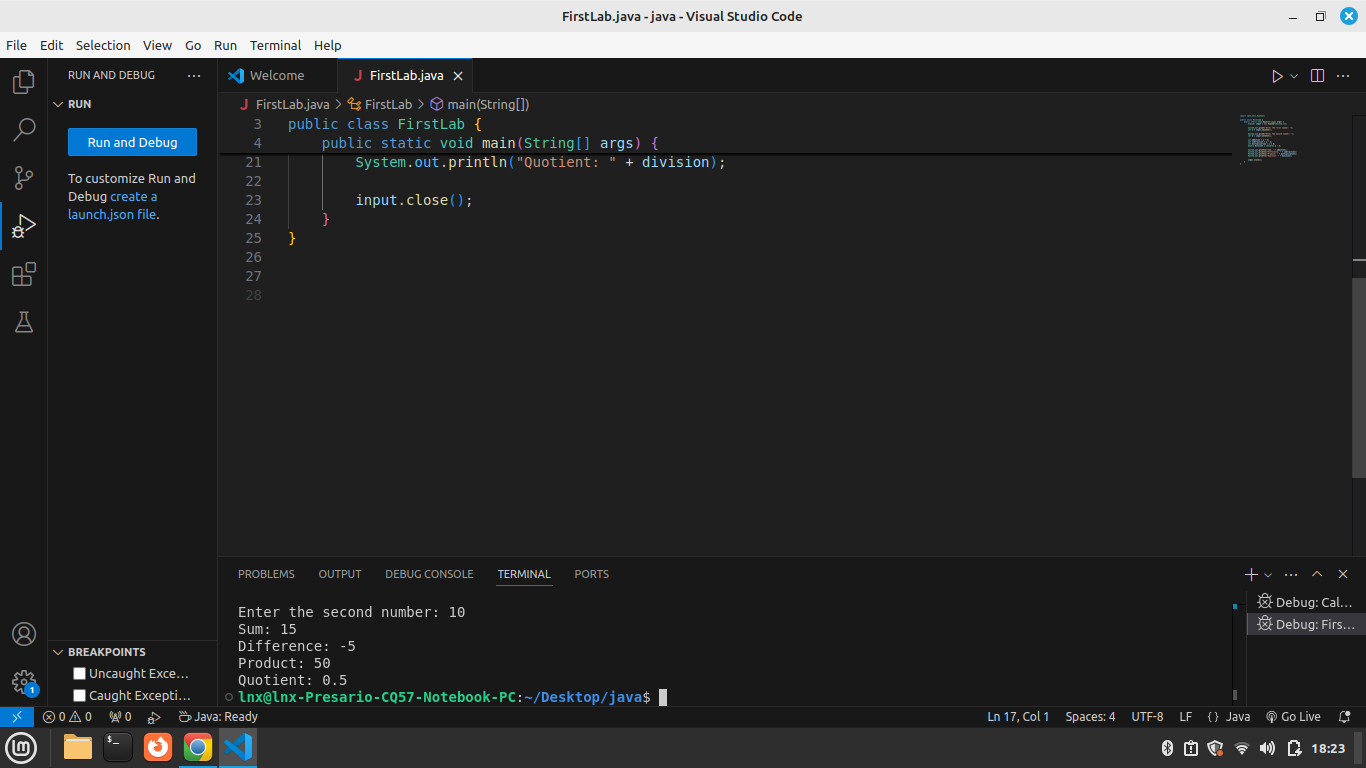 FirstLab.java - java - Visual Studio Code
File Edit Selection View Go Run Terminal Help
RUN AND DEBUG ···
Welcome
J FirstLab.java
J FirstLab.java > FirstLab > main(String[])
RUN
Run and Debug
To customize Run and
Debug create a
launch.json file.
3 public class FirstLab {
4 public static void main(String[] args) {
21 System.out.println("Quotient: " + division);
22
23 input.close();
24 }
25 }
26
27
28
BREAKPOINTS
Uncaught Exce...
Caught Excepti...
PROBLEMS OUTPUT DEBUG CONSOLE TERMINAL PORTS
Enter the second number: 10
Sum: 15
Difference: -5
Product: 50
Quotient: 0.5
lnx@lnx-Presario-CQ57-Notebook-PC:~/Desktop/java$
Debug: Cal...
Debug: Firs...
1
0 0 0 Java: Ready Ln 17, Col 1 Spaces: 4 UTF-8 LF {} Java Go Live
18:23